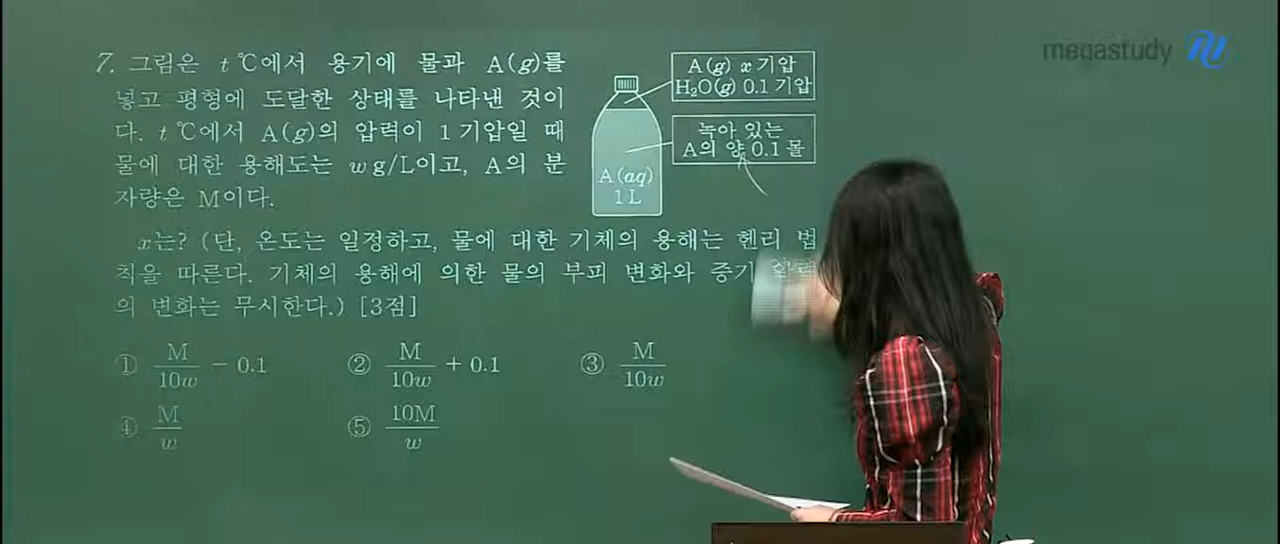 megastudy
7. 그림은 t ℃에서 용기에 물과 A(g)를
넣고 평형에 도달한 상태를 나타낸 것이
다. t ℃에서 A(g)의 압력이 1 기압일 때
물에 대한 용해도는 w g/L이고, A의 분
자량은 M이다.
A(g) x 기압
H₂O(g) 0.1 기압
녹아 있는
A의 양 0.1 몰
A(aq)
1 L
x는? (단, 온도는 일정하고, 물에 대한 기체의 용해는 헨리 법
칙을 따른다. 기체의 용해에 의한 물의 부피 변화와 증기
의 변화는 무시한다.) [3점]
① M/10w − 0.1 ② M/10w + 0.1 ③ M/10w
④ M/w ⑤ 10M/w